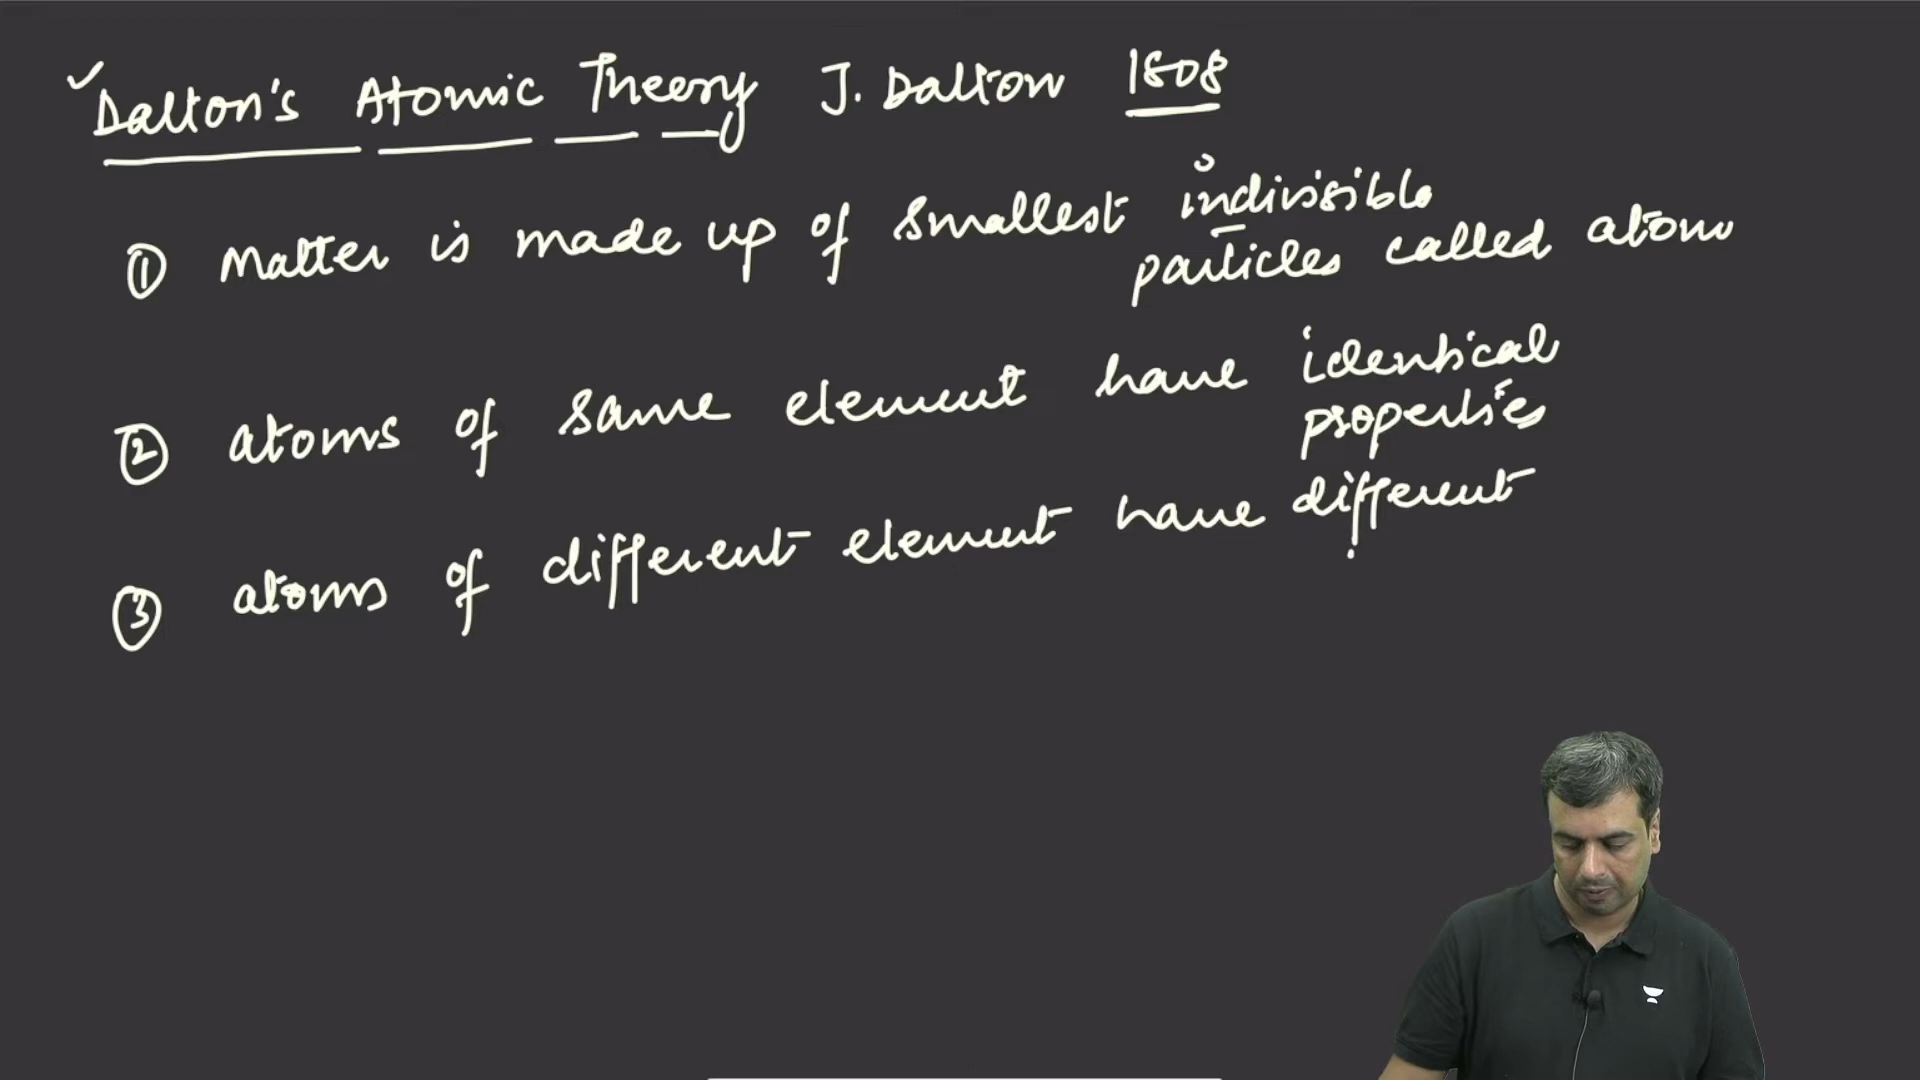 Dalton's Atomic Theory J. Dalton 1808
① Matter is made up of smallest indivisible
particles called atom
② atoms of same element have identical
properties
③ atoms of different element have different